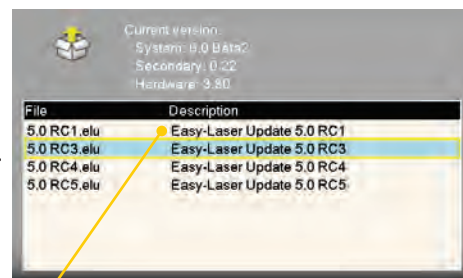 Current version:
System: 6.0 Beta2
Secondary: 0.22
Hardware: 3.80
File Description
5.0 RC1.elu Easy-Laser Update 5.0 RC1
5.0 RC3.elu Easy-Laser Update 5.0 RC3
5.0 RC4.elu Easy-Laser Update 5.0 RC4
5.0 RC5.elu Easy-Laser Update 5.0 RC5